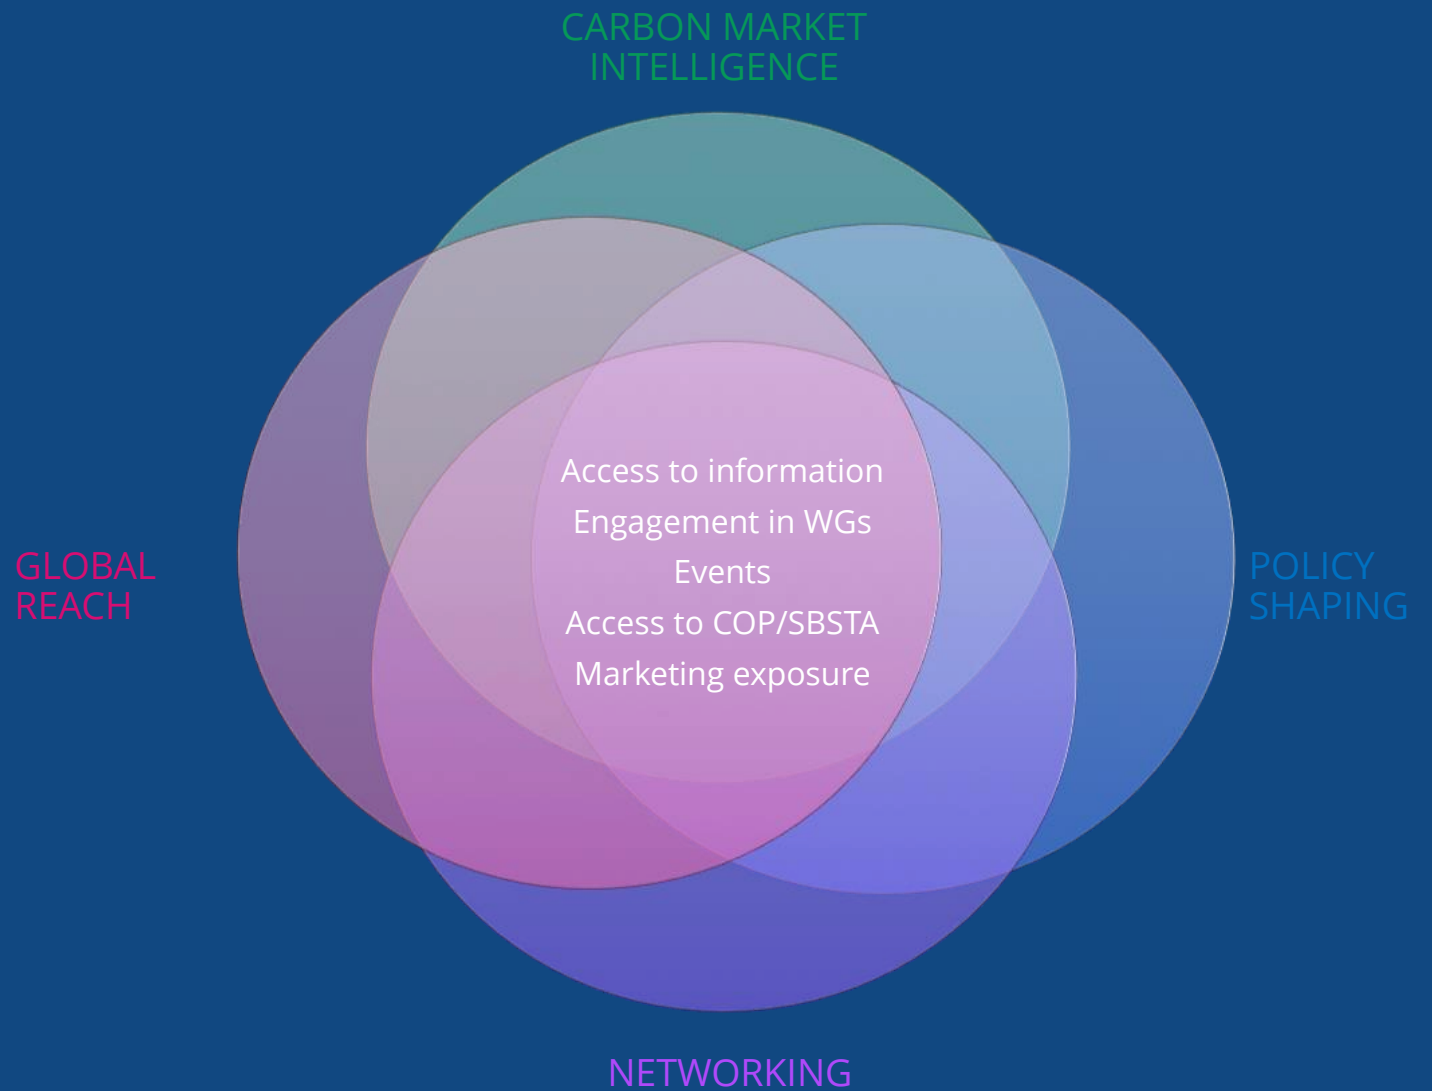 CARBON MARKET
INTELLIGENCE
Access to information
Engagement in WGs
Events
Access to COP/SBSTA
Marketing exposure
GLOBAL
REACH
POLICY
SHAPING
NETWORKING